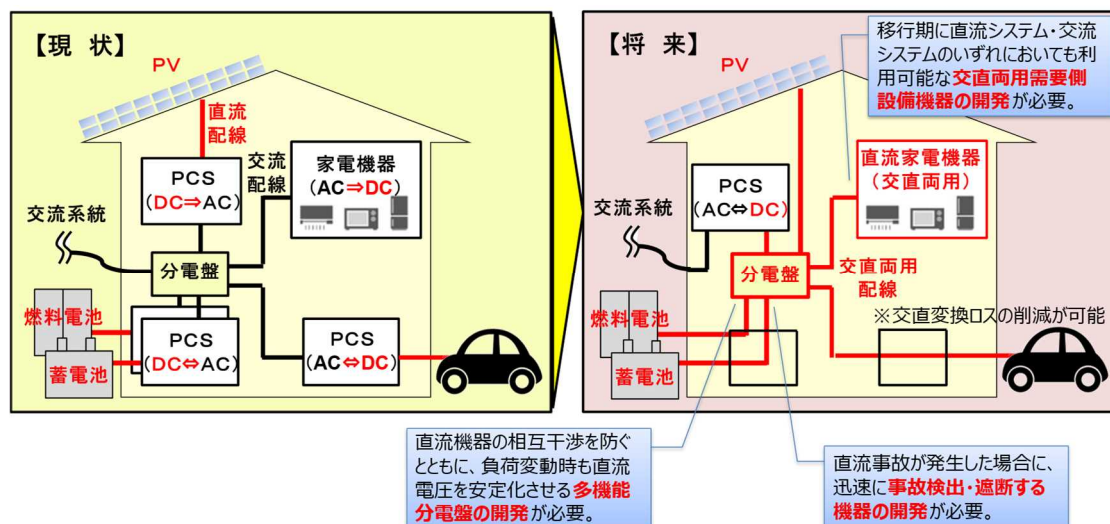 【現 状】
PV
直流
配線
PCS
(DC⇒AC)
交流
配線
家電機器
(AC⇒DC)
交流系統
分電盤
燃料電池
蓄電池
PCS
(DC⇔AC)
PCS
(AC⇔DC)
【将 来】
PV
移行期に直流システム・交流
システムのいずれにおいても利
用可能な交直両用需要側
設備機器の開発が必要。
PCS
(AC⇔DC)
直流家電機器
(交直両用)
交流系統
分電盤
交直両用
配線
※交直変換ロスの削減が可能
燃料電池
蓄電池
直流機器の相互干渉を防ぐ
とともに、負荷変動時も直流
電圧を安定化させる多機能
分電盤の開発が必要。
直流事故が発生した場合に、
迅速に事故検出・遮断する
機器の開発が必要。